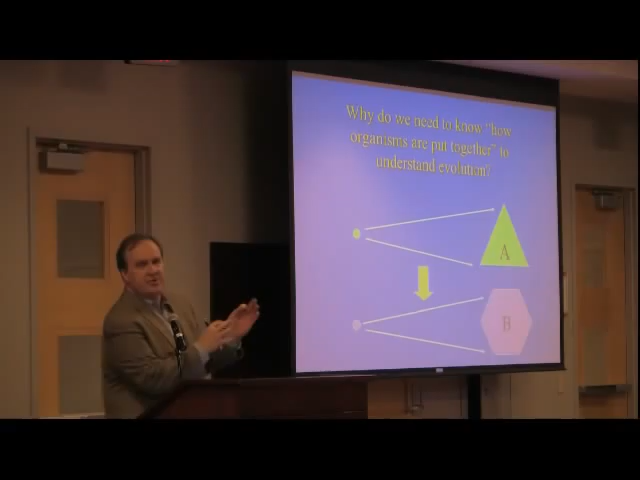 Why do we need to know "how
organisms are put together" to
understand evolution?
A
B